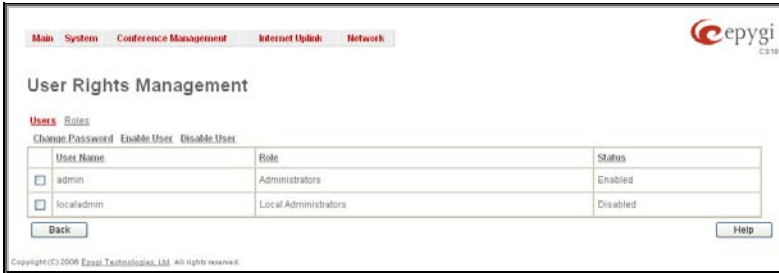 Main System Conference Management Internet Uplink Network
epygi
User Rights Management
Users Roles
Change Password Enable User Disable User
User Name Role Status
admin Administrators Enabled
localadmin Local Administrators Disabled
Back Help
Copyright (C) 2006 Epygi Technologies, Ltd. All rights reserved.